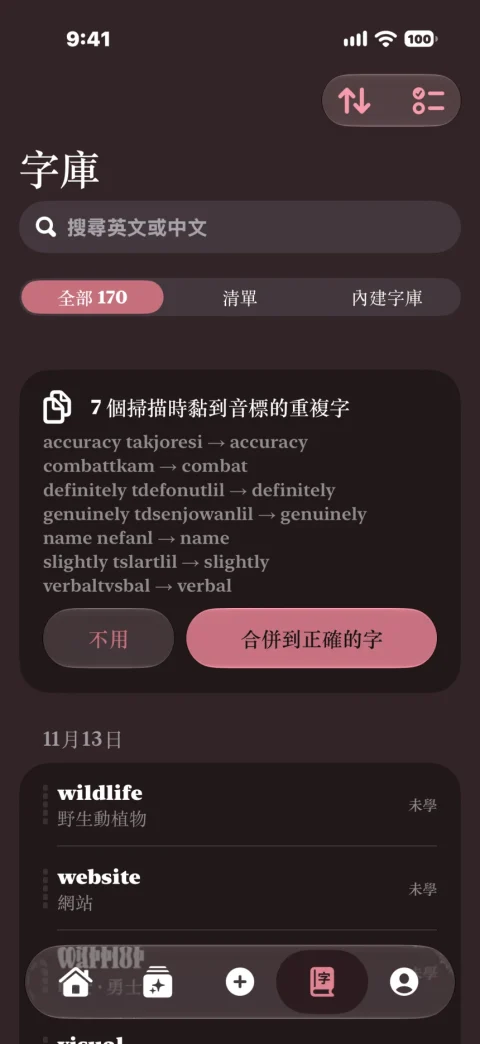 9:41
100
字庫
搜尋英文或中文
全部 170
清單
內建字庫
7 個掃描時黏到音標的重複字
accuracy takjoresi → accuracy
combattkam → combat
definitely tdefonutlil → definitely
genuinely tdsenjowanlil → genuinely
name nefanl → name
slightly tslartlil → slightly
verbaltvsbal → verbal
不用
合併到正確的字
11月13日
wildlife
未學
野生動植物
website
未學
網站
勇士
字
visual